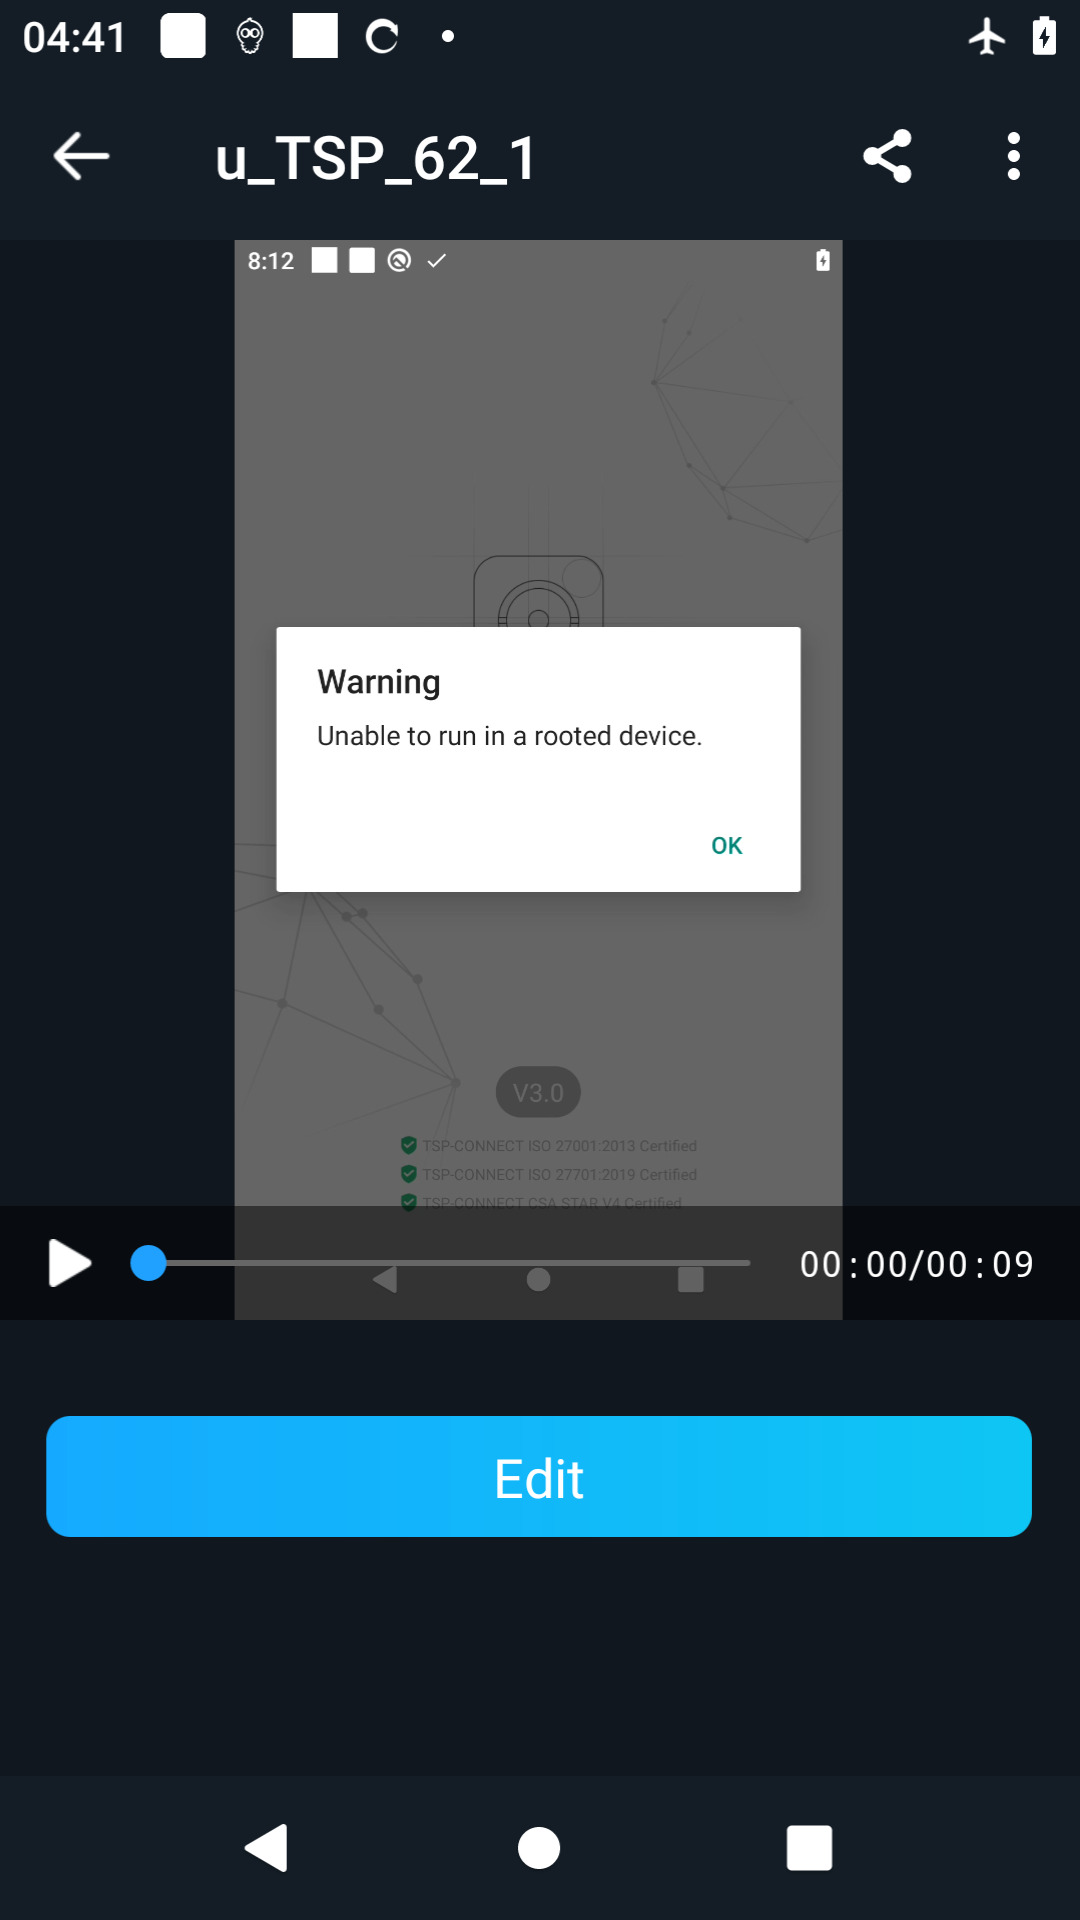 04:41
u_TSP_62_1
8:12
Warning
Unable to run in a rooted device.
OK
V3.0
TSP-CONNECT ISO 27001:2013 Certified
TSP-CONNECT ISO 27701:2019 Certified
TSP-CONNECT CSA STAR V4 Certified
00:00/00:09
Edit